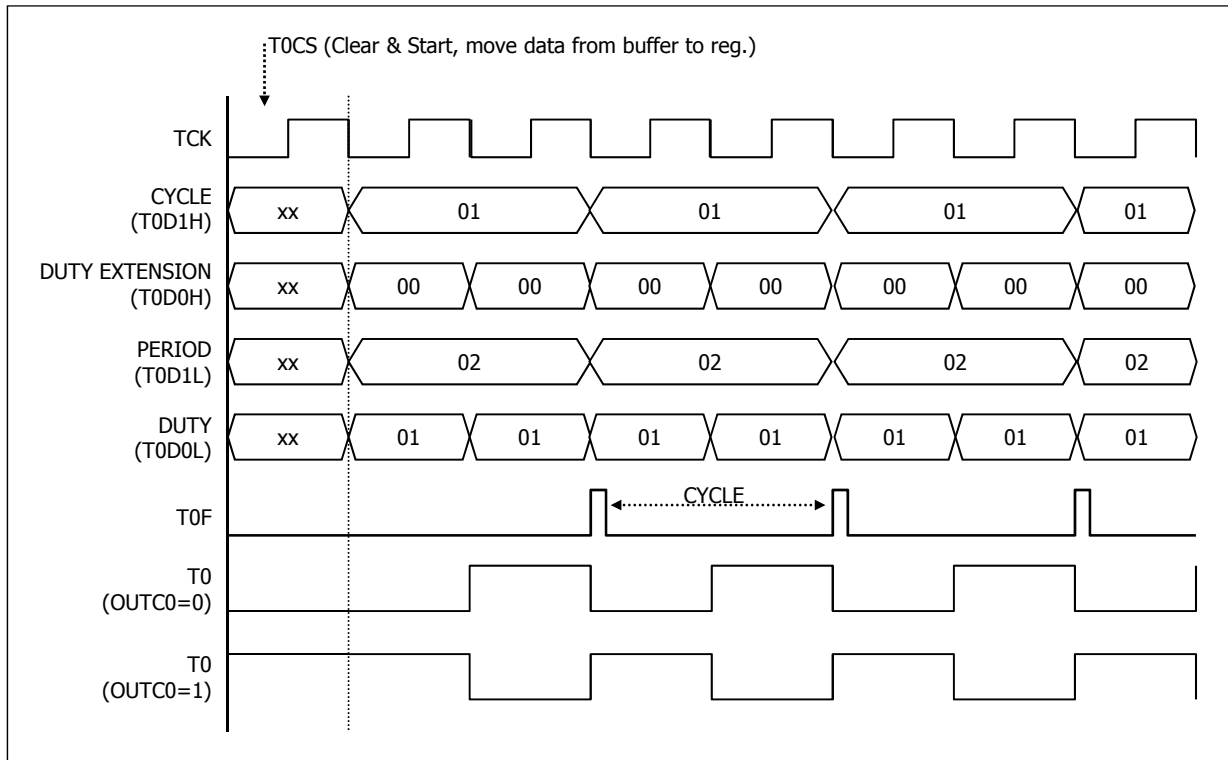 T0CS (Clear & Start, move data from buffer to reg.)
TCK
CYCLE
(T0D1H)
xx 01 01 01 01
DUTY EXTENSION
(T0D0H)
xx 00 00 00 00 00 00 00
PERIOD
(T0D1L)
xx 02 02 02 02
DUTY
(T0D0L)
xx 01 01 01 01 01 01 01
T0F
CYCLE
T0
(OUTC0=0)
T0
(OUTC0=1)